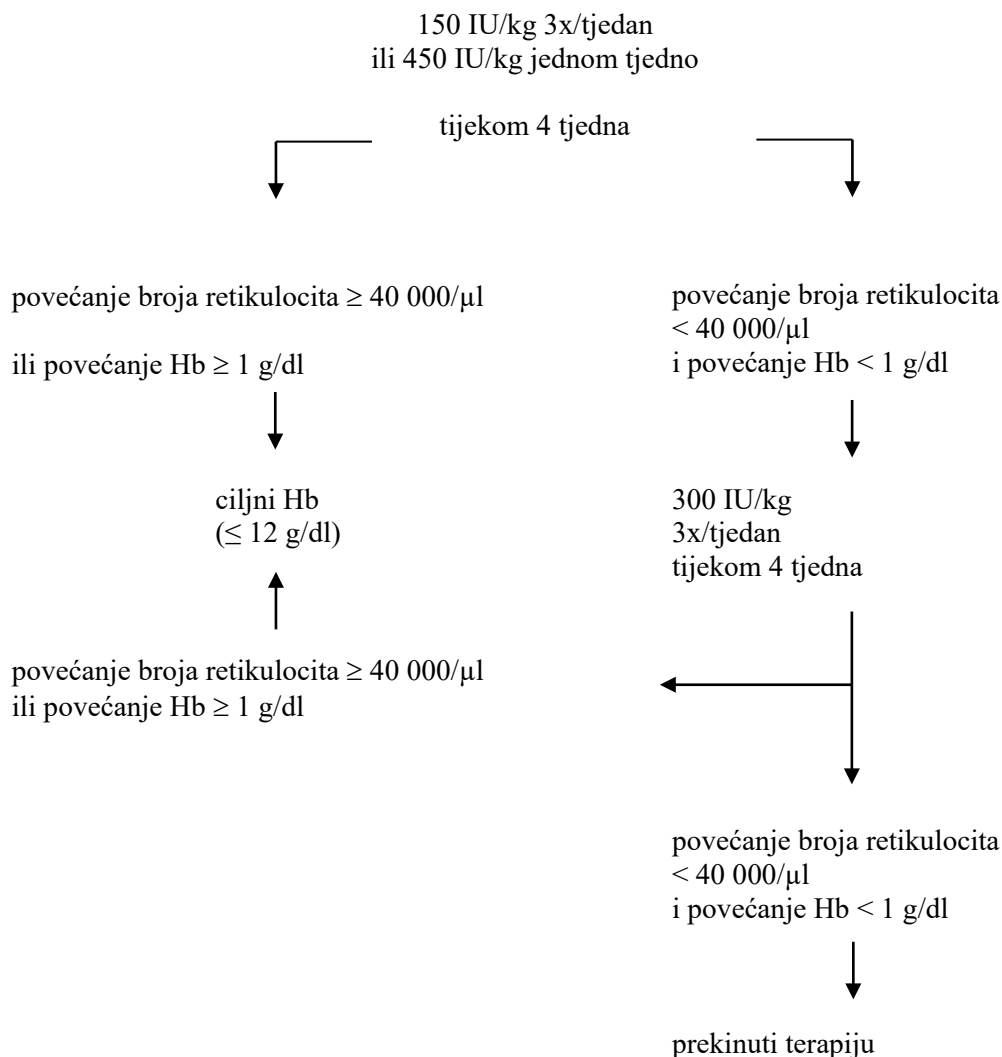 150 IU/kg 3x/tjedan
ili 450 IU/kg jednom tjedno
tijekom 4 tjedna
povećanje broja retikulocita ≥ 40 000/µl
ili povećanje Hb ≥ 1 g/dl
povećanje broja retikulocita
< 40 000/µl
i povećanje Hb < 1 g/dl
ciljni Hb
(≤ 12 g/dl)
300 IU/kg
3x/tjedan
tijekom 4 tjedna
povećanje broja retikulocita ≥ 40 000/µl
ili povećanje Hb ≥ 1 g/dl
povećanje broja retikulocita
< 40 000/µl
i povećanje Hb < 1 g/dl
prekinuti terapiju